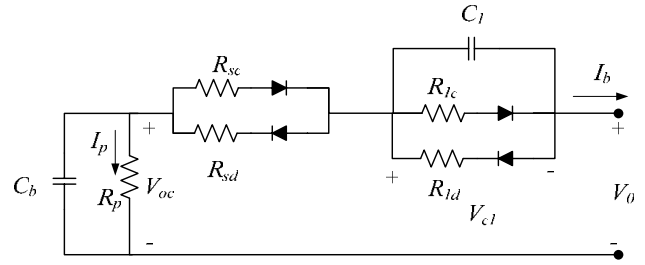 C1
Rsc
R1c
Ib
+
Ip
Rsd
+
R1d
-
+
Cb
Rp
Voc
Vc1
V0
-
-